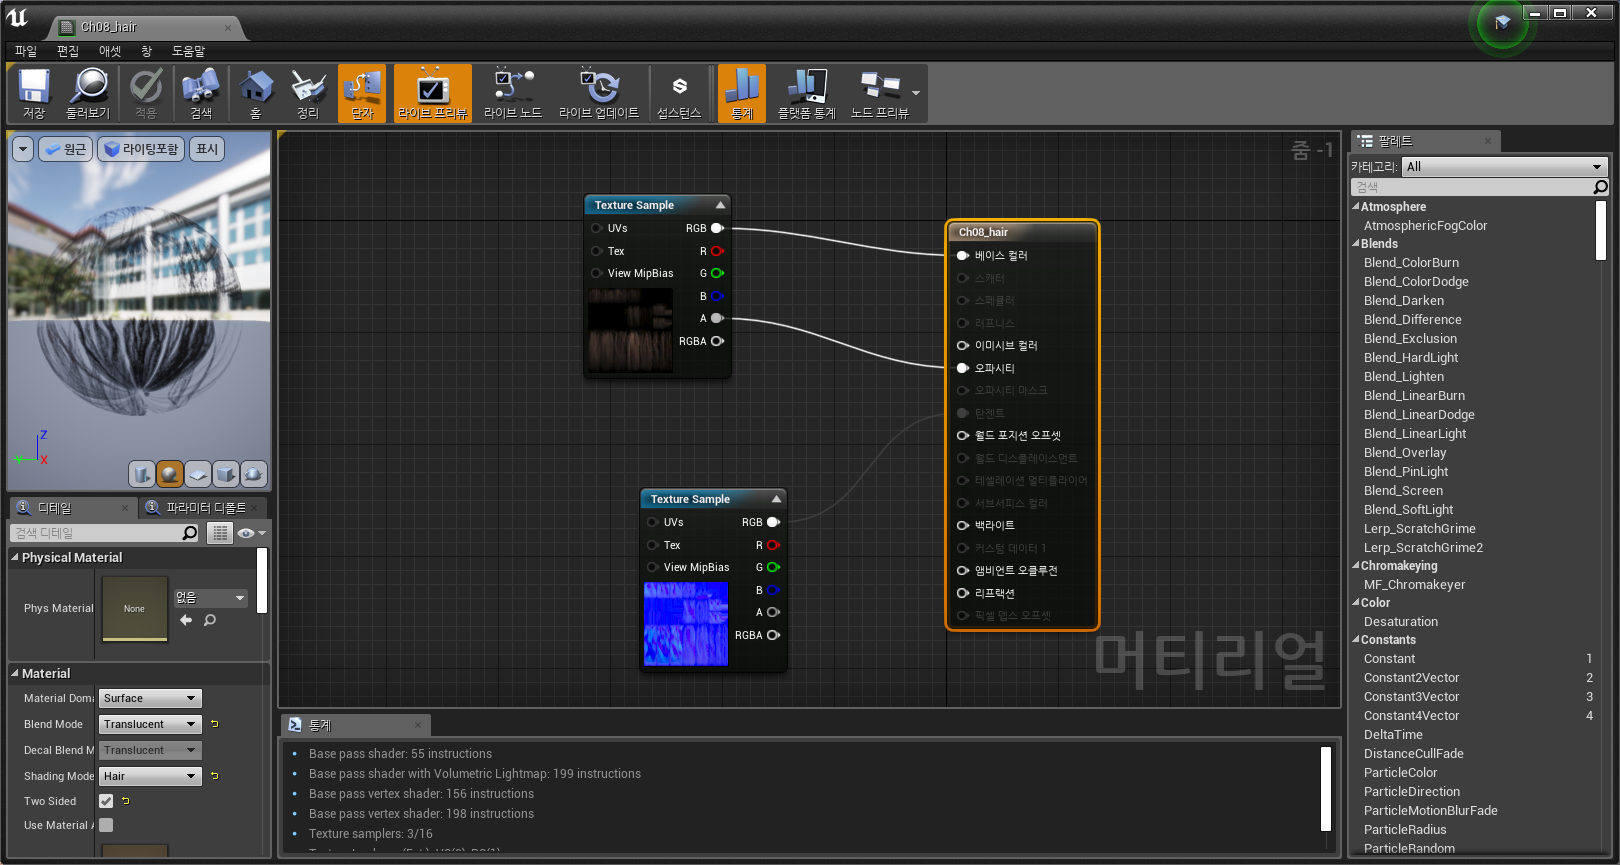 Ch08_hair
파일 편집 애셋 창 도움말
저장 둘러보기 적용 검색 홈 정리 단자 라이브 프리뷰 라이브 노드 라이브 업데이트 섭스턴스 통계 플랫폼 통계 노드 프리뷰
원근 라이팅포함 표시
Z
Y X
디테일 파라미터 디폴트
검색 디테일
Physical Material
Phys Material None 없음
Material
Material Doma Surface
Blend Mode Translucent
Decal Blend M Translucent
Shading Mode Hair
Two Sided
Use Material A
줌 -1
Texture Sample
UVs RGB
Tex R
View MipBias G
B
A
RGBA
Texture Sample
UVs RGB
Tex R
View MipBias G
B
A
RGBA
Ch08_hair
베이스 컬러
스캐터
스페큘러
러프니스
이미시브 컬러
오파시티
오파시티 마스크
탄젠트
월드 포지션 오프셋
월드 디스플레이스먼트
테셀레이션 멀티플라이어
서브서피스 컬러
백라이트
커스텀 데이터 1
앰비언트 오클루전
리프랙션
픽셀 뎁스 오프셋
머티리얼
통계
• Base pass shader: 55 instructions
• Base pass shader with Volumetric Lightmap: 199 instructions
• Base pass vertex shader: 156 instructions
• Base pass vertex shader: 198 instructions
• Texture samplers: 3/16
팔레트
카테고리: All
검색
Atmosphere
AtmosphericFogColor
Blends
Blend_ColorBurn
Blend_ColorDodge
Blend_Darken
Blend_Difference
Blend_Exclusion
Blend_HardLight
Blend_Lighten
Blend_LinearBurn
Blend_LinearDodge
Blend_LinearLight
Blend_Overlay
Blend_PinLight
Blend_Screen
Blend_SoftLight
Lerp_ScratchGrime
Lerp_ScratchGrime2
Chromakeying
MF_Chromakeyer
Color
Desaturation
Constants
Constant 1
Constant2Vector 2
Constant3Vector 3
Constant4Vector 4
DeltaTime
DistanceCullFade
ParticleColor
ParticleDirection
ParticleMotionBlurFade
ParticleRadius
ParticleRandom